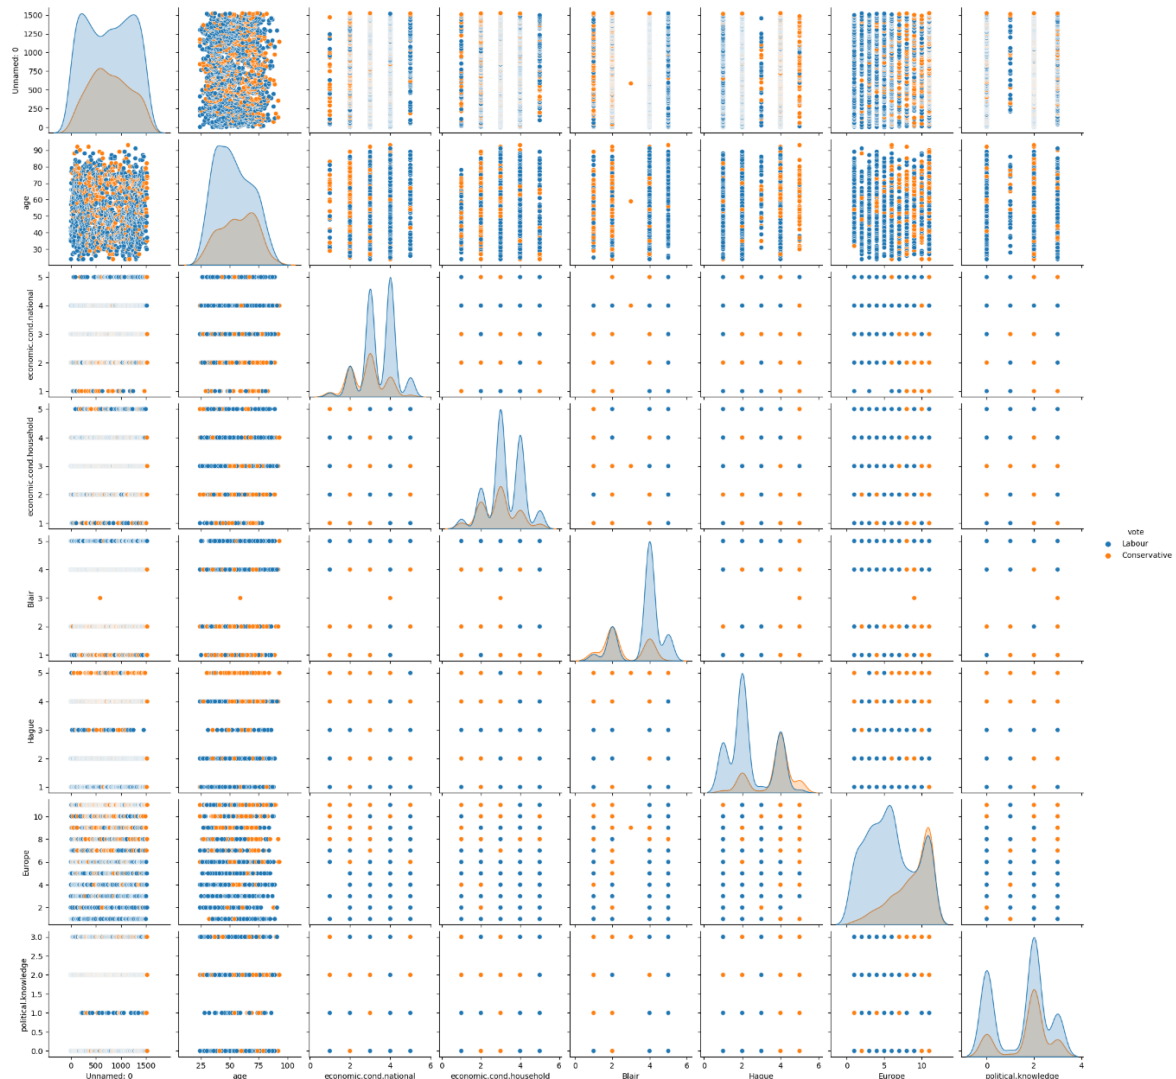 Unnamed: 0
1500
1250
1000
750
500
250
0
age
90
80
70
60
50
40
30
economic.cond.national
5
4
3
2
1
economic.cond.household
5
4
3
2
1
Blair
5
4
3
2
1
Hague
5
4
3
2
1
Europe
10
8
6
4
2
political.knowledge
3.0
2.5
2.0
1.5
1.0
0.5
0.0
vote
Labour
Conservative
0 500 1000 1500
25 50 75 100
0 2 4 6
0 2 4 6
0 2 4 6
0 2 4 6
0 5 10
0 2 4
Unnamed: 0
age
economic.cond.national
economic.cond.household
Blair
Hague
Europe
political.knowledge